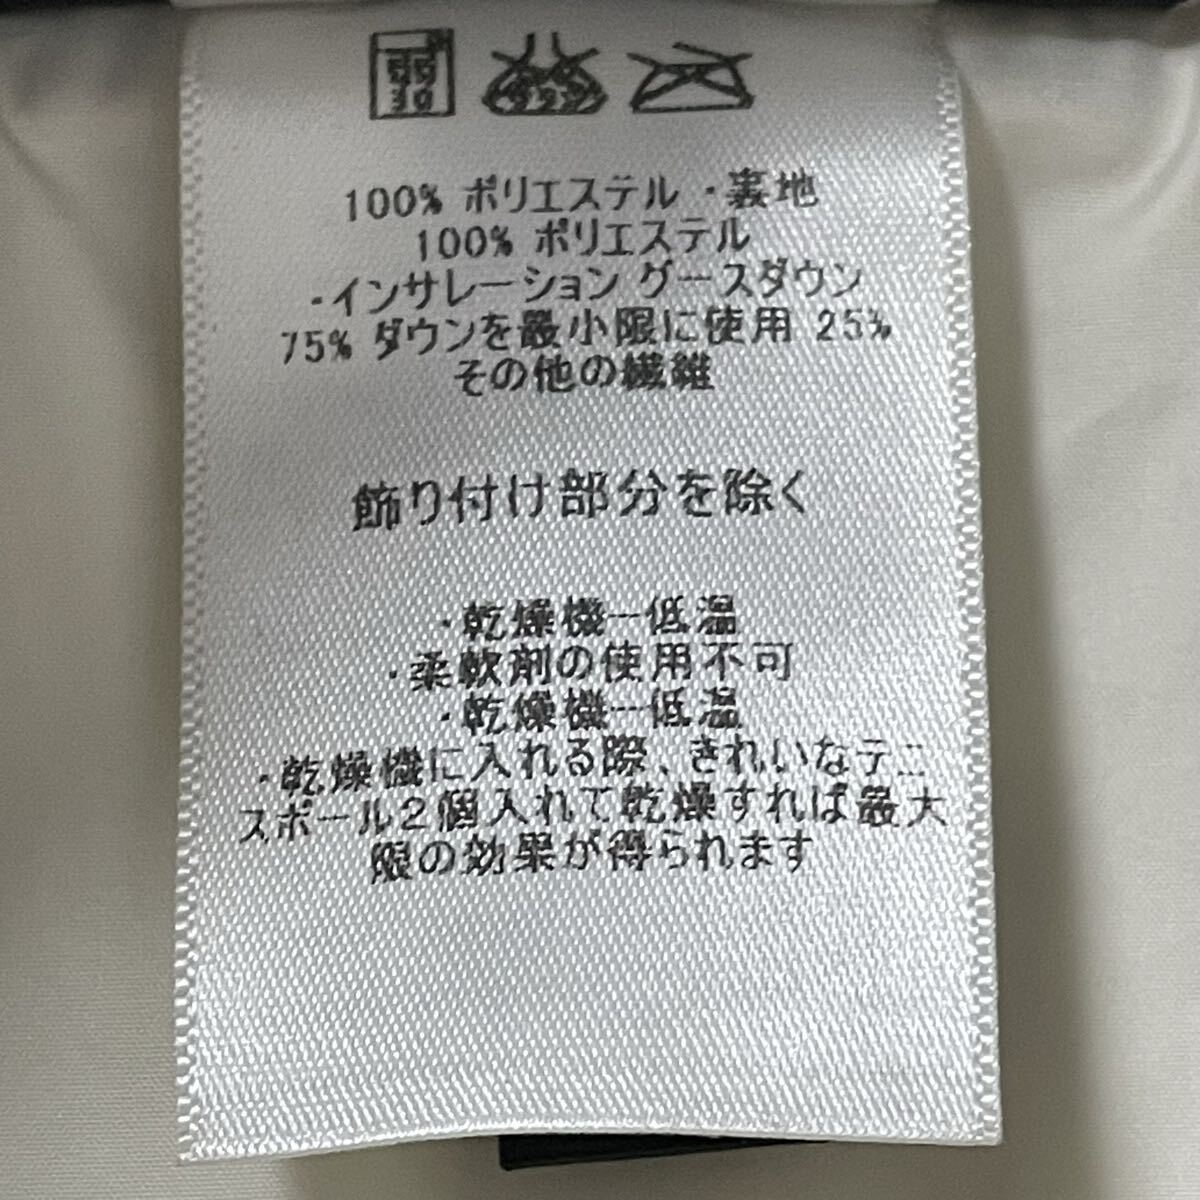 弱
30
100% ポリエステル ・裏地
100% ポリエステル
・インサレーション グースダウン
75% ダウンを最小限に使用 25%
その他の繊維
飾り付け部分を除く
・乾燥機ー低温
・柔軟剤の使用不可
・乾燥機ー低温
・乾燥機に入れる際、きれいなテニ
スボール2個入れて乾燥すれば最大
限の効果が得られます